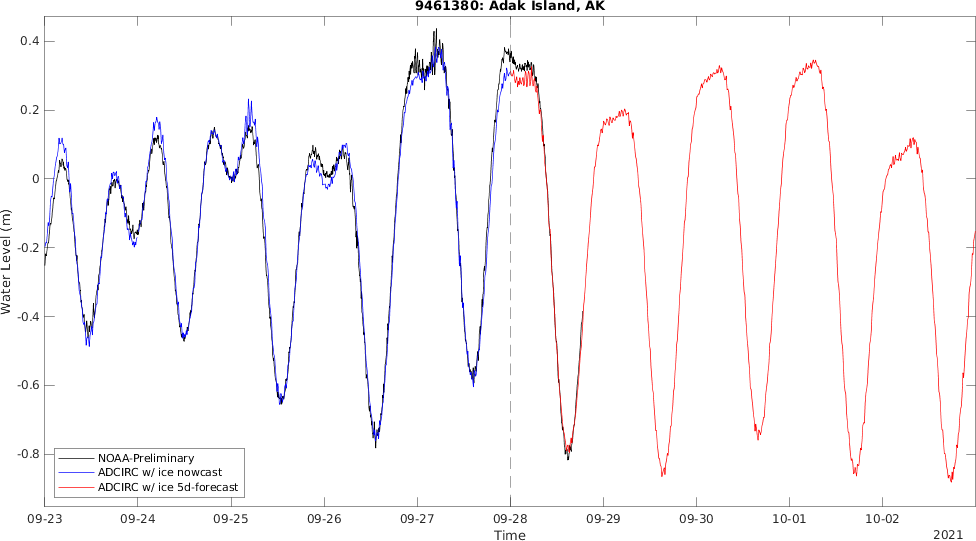 9461380: Adak Island, AK
Water Level (m)
0.4
0.2
0
-0.2
-0.4
-0.6
-0.8
NOAA-Preliminary
ADCIRC w/ ice nowcast
ADCIRC w/ ice 5d-forecast
09-23 09-24 09-25 09-26 09-27 09-28 09-29 09-30 10-01 10-02
Time
2021